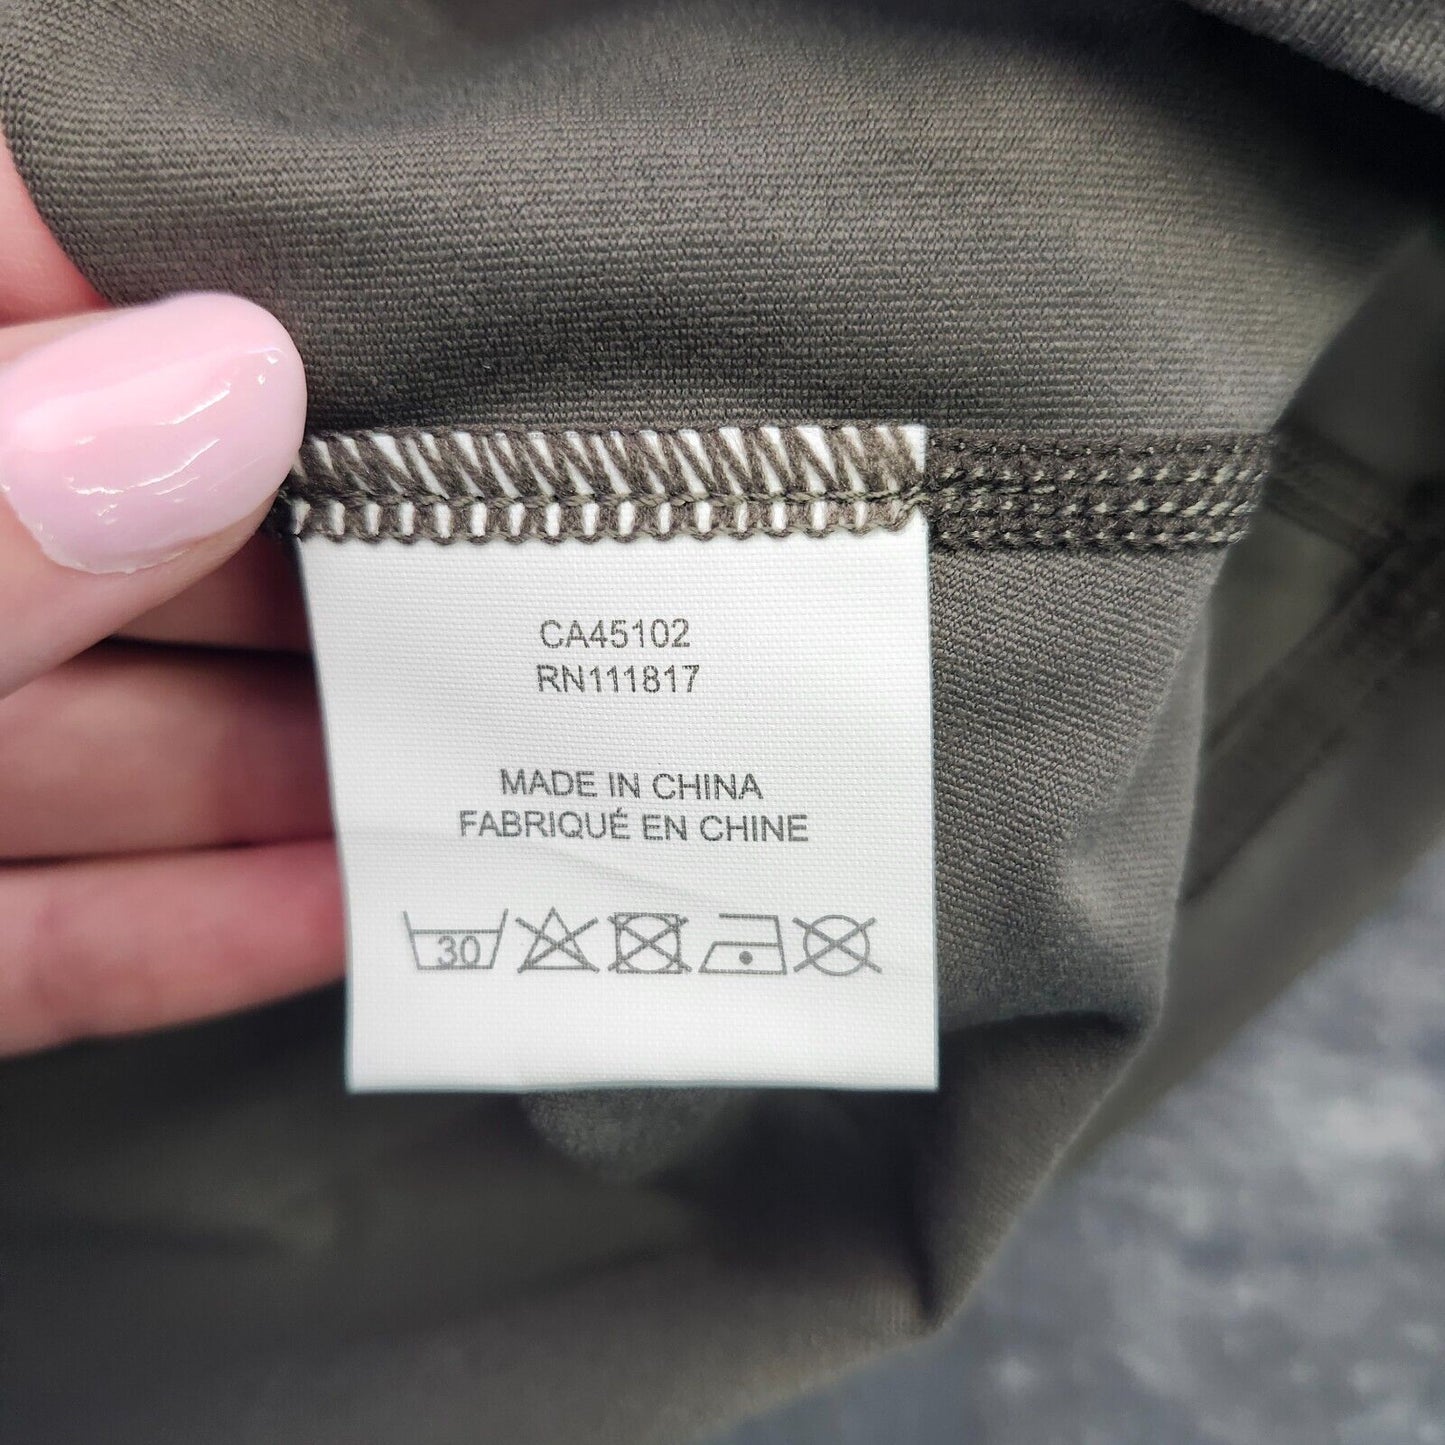 CA45102
RN111817
MADE IN CHINA
FABRIQUÉ EN CHINE
30